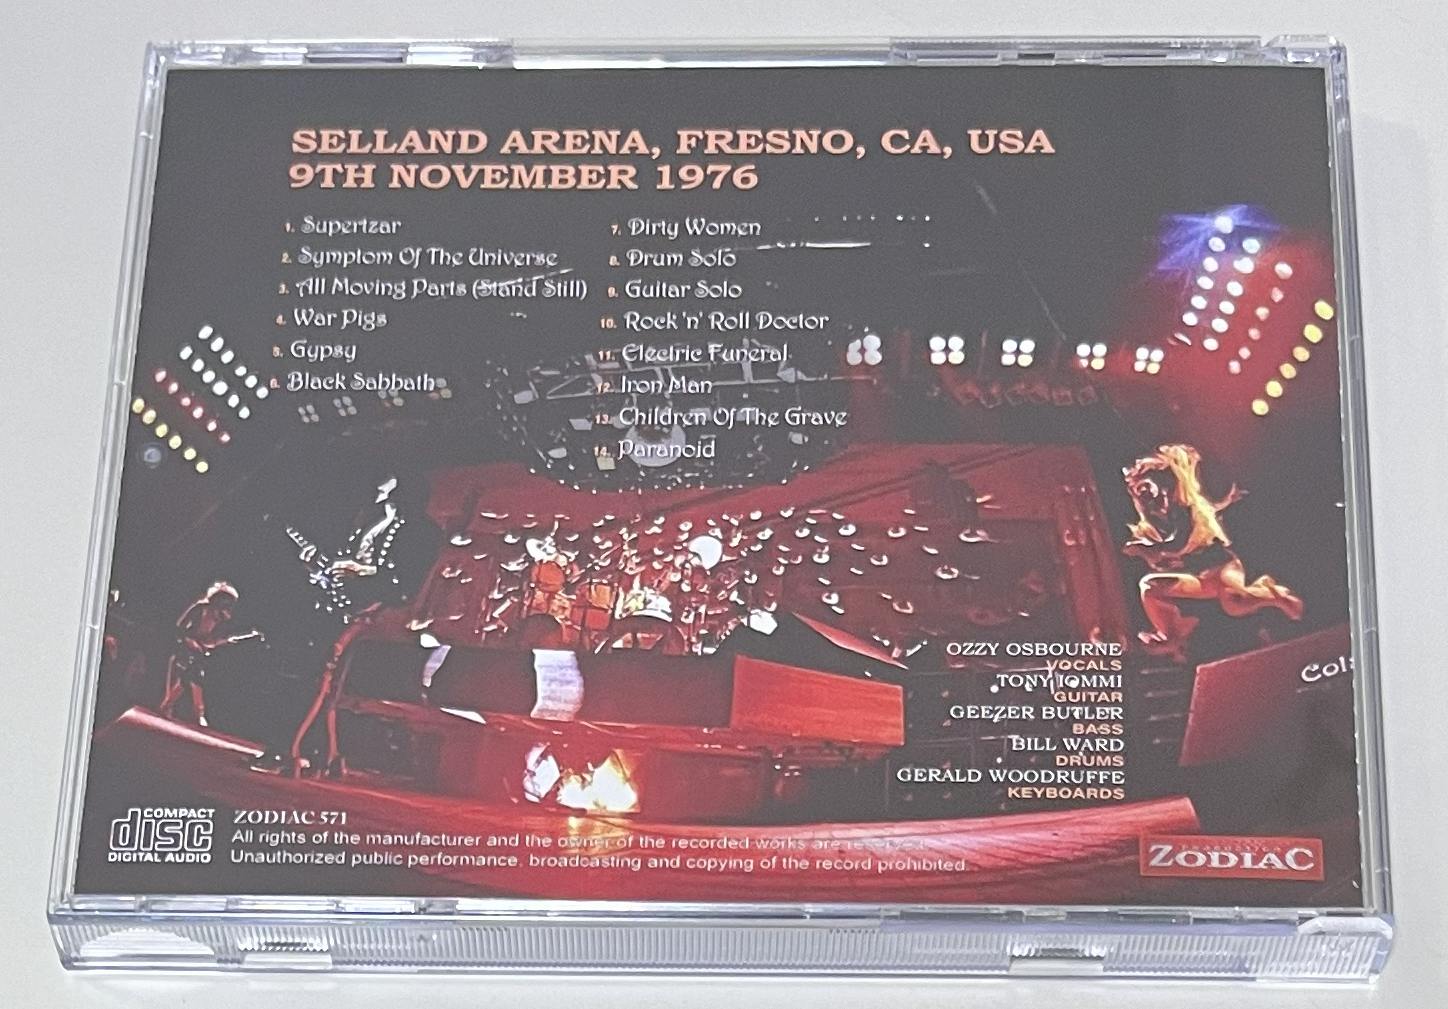 SELLAND ARENA, FRESNO, CA, USA
9TH NOVEMBER 1976
1. Supertzar
2. Symptom Of The Universe
3. All Moving Parts (Stand Still)
4. War Pigs
5. Gypsy
6. Black Sabbath
7. Dirty Women
8. Drum Solo
9. Guitar Solo
10. Rock 'n' Roll Doctor
11. Electric Funeral
12. Iron Man
13. Children Of The Grave
14. Paranoid
OZZY OSBOURNE
VOCALS
TONY IOMMI
GUITAR
GEEZER BUTLER
BASS
BILL WARD
DRUMS
GERALD WOODRUFFE
KEYBOARDS
Col
COMPACT
disc
DIGITAL AUDIO
ZODIAC 571
All rights of the manufacturer and the owner of the recorded works are reserved.
Unauthorized public performance, broadcasting and copying of the record prohibited.
ZODIAC